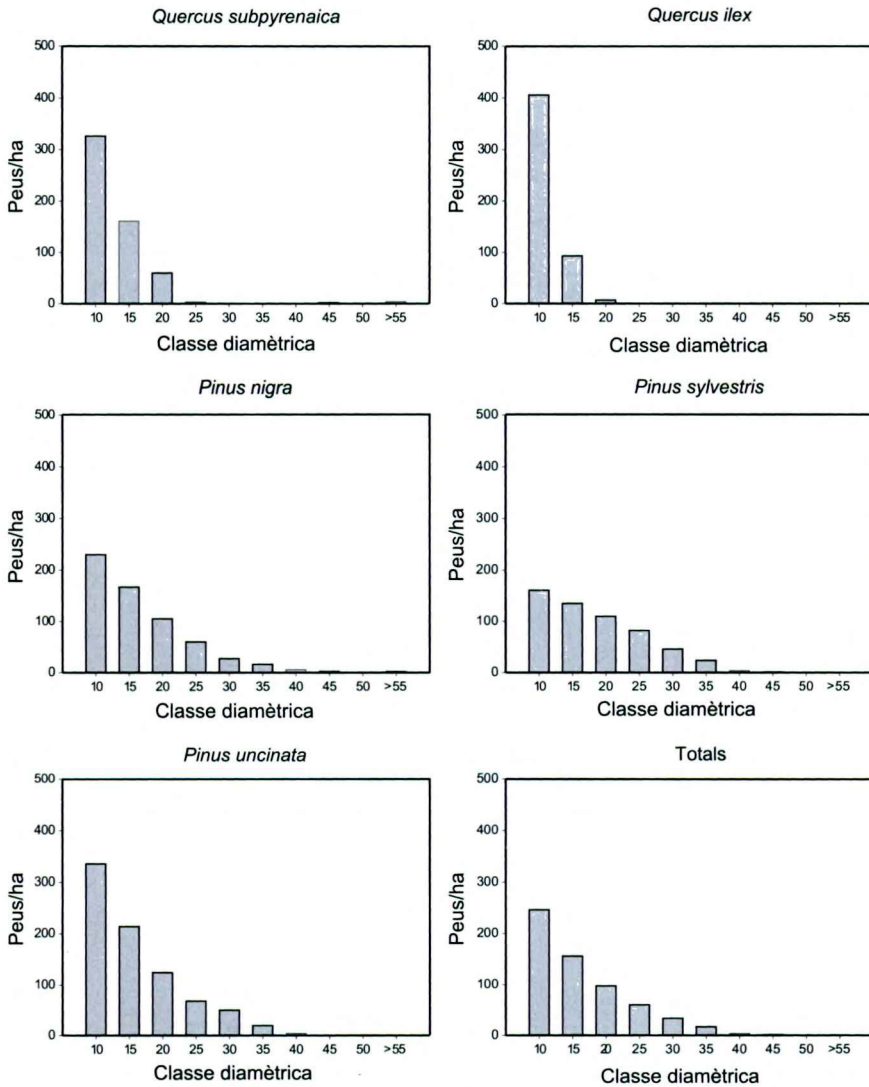 Quercus subpyrenaica
500
400
300
200
100
0
Peus/ha
10 15 20 25 30 35 40 45 50 >55
Classe diamètrica
Quercus ilex
500
400
300
200
100
0
Peus/ha
10 15 20 25 30 35 40 45 50 >55
Classe diamètrica
Pinus nigra
500
400
300
200
100
0
Peus/ha
10 15 20 25 30 35 40 45 50 >55
Classe diamètrica
Pinus sylvestris
500
400
300
200
100
0
Peus/ha
10 15 20 25 30 35 40 45 50 >55
Classe diamètrica
Pinus uncinata
500
400
300
200
100
0
Peus/ha
10 15 20 25 30 35 40 45 50 >55
Classe diamètrica
Totals
500
400
300
200
100
0
Peus/ha
10 15 20 25 30 35 40 45 50 >55
Classe diamètrica